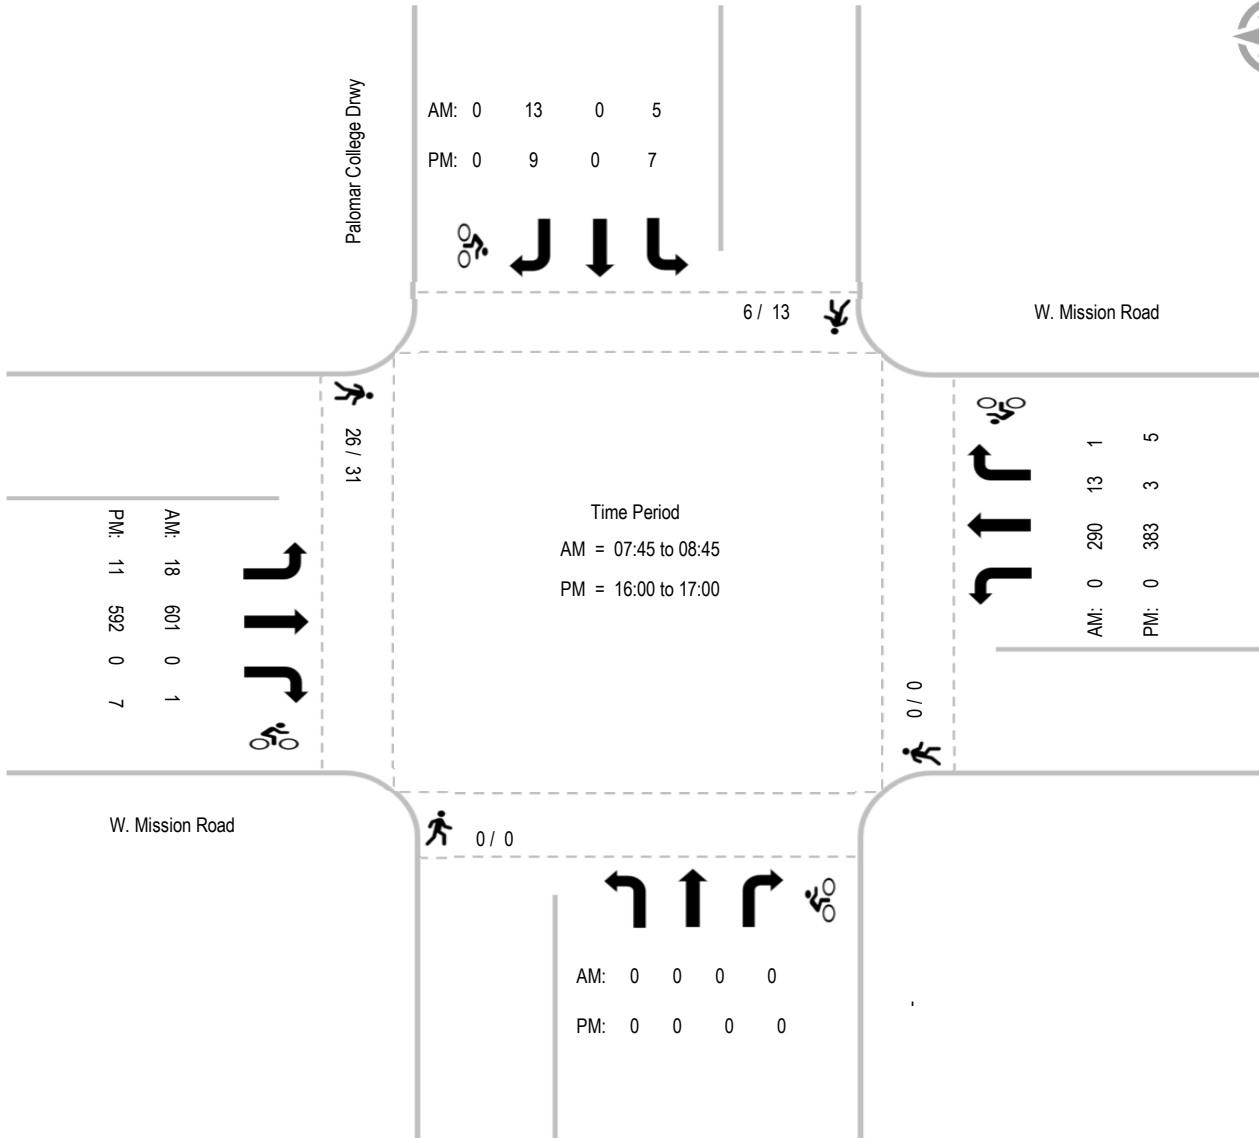 Palomar College Drwy
AM: 0 13 0 5
PM: 0 9 0 7
6 / 13
W. Mission Road
26 / 31
AM: 0 290 13 1
PM: 0 383 3 5
Time Period
AM = 07:45 to 08:45
PM = 16:00 to 17:00
AM: 18 601 0 1
PM: 11 592 0 7
0 / 0
W. Mission Road
0 / 0
AM: 0 0 0 0
PM: 0 0 0 0